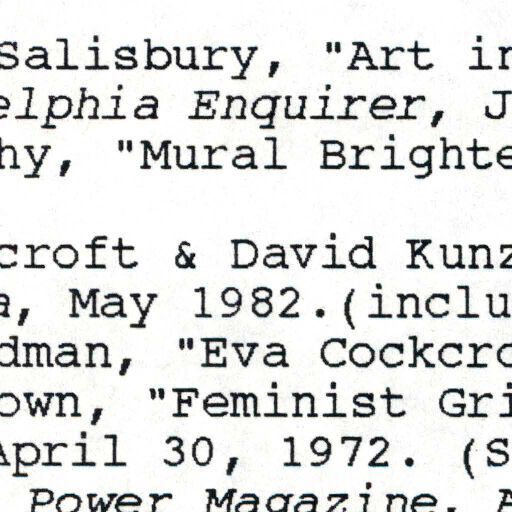 Salisbury, "Art in
elphia Enquirer, J
hy, "Mural Brighte
croft & David Kunz
a, May 1982.(inclu
dman, "Eva Cockcro
own, "Feminist Gri
April 30, 1972. (S
Power Magazine, A